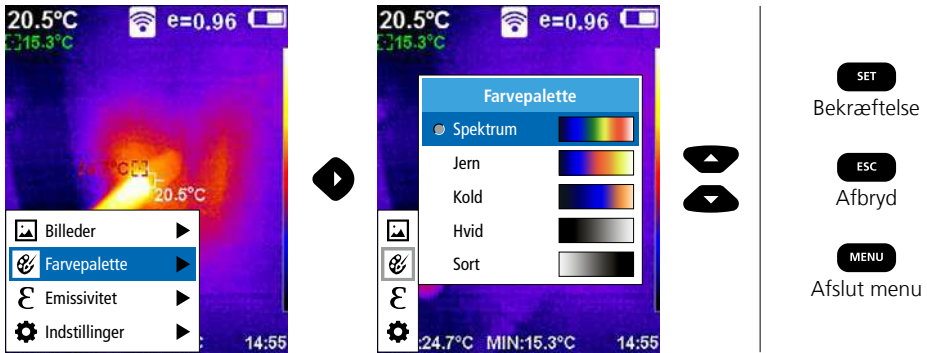 20.5°C e=0.96
15.3°C
20.5°C
Billeder
Farvepalette
Emissivitet
Indstillinger
14:55
20.5°C e=0.96
15.3°C
Farvepalette
Spektrum
Jern
Kold
Hvid
Sort
ε
:24.7°C MIN:15.3°C 14:55
SET
Bekræftelse
ESC
Afbryd
MENU
Afslut menu